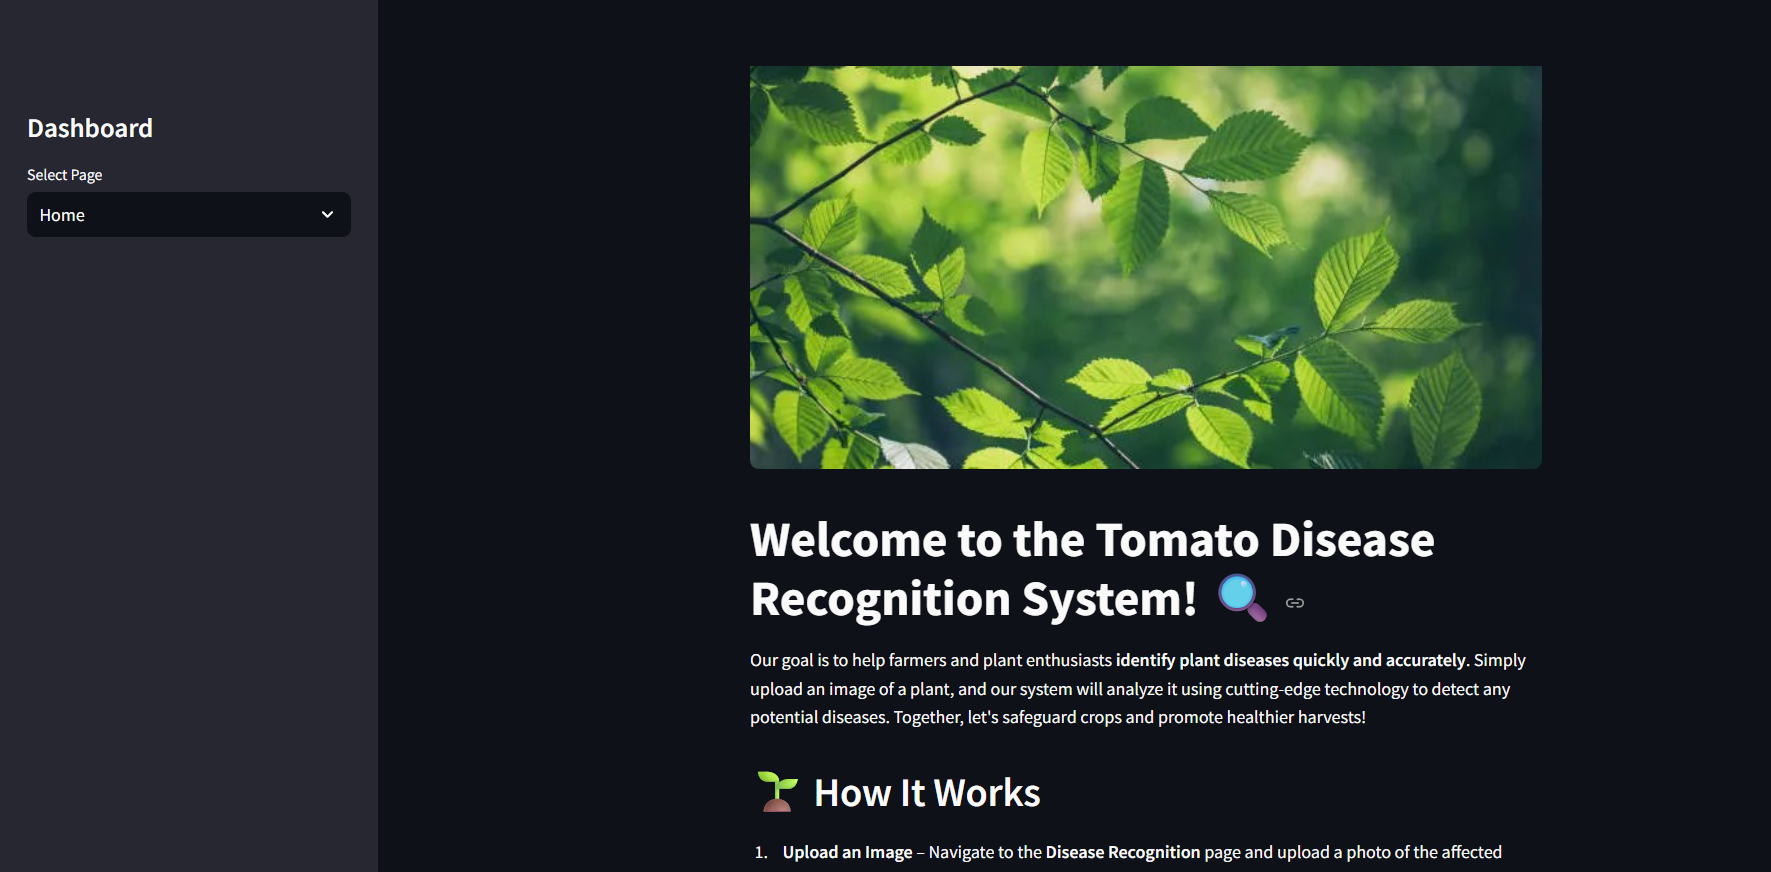 Dashboard
Select Page
Home
Welcome to the Tomato Disease
Recognition System! 🔍
Our goal is to help farmers and plant enthusiasts identify plant diseases quickly and accurately. Simply
upload an image of a plant, and our system will analyze it using cutting-edge technology to detect any
potential diseases. Together, let's safeguard crops and promote healthier harvests!
🌱 How It Works
1. Upload an Image – Navigate to the Disease Recognition page and upload a photo of the affected